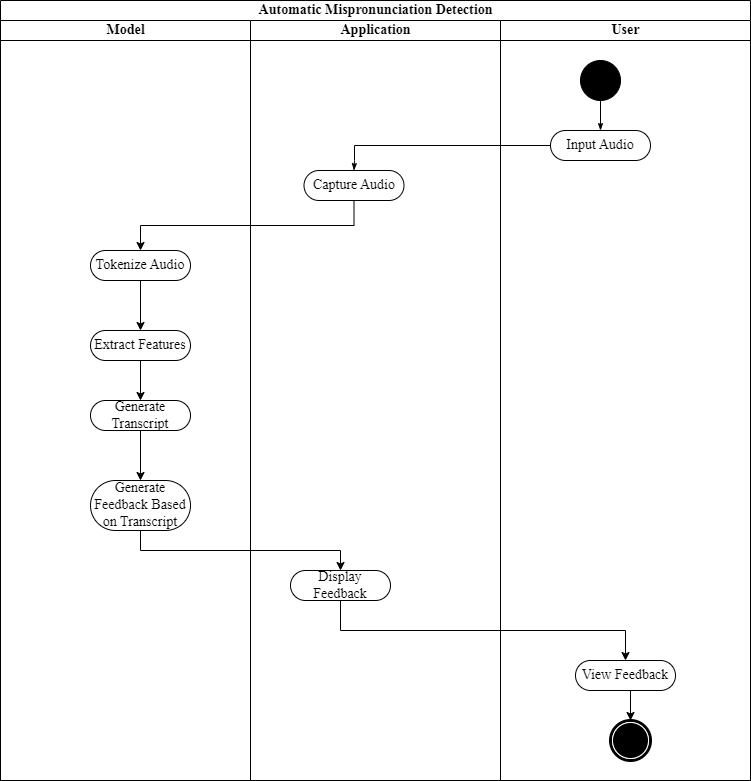 Automatic Mispronunciation Detection
Model
Application
User
Input Audio
Capture Audio
Tokenize Audio
Extract Features
Generate
Transcript
Generate
Feedback Based
on Transcript
Display
Feedback
View Feedback